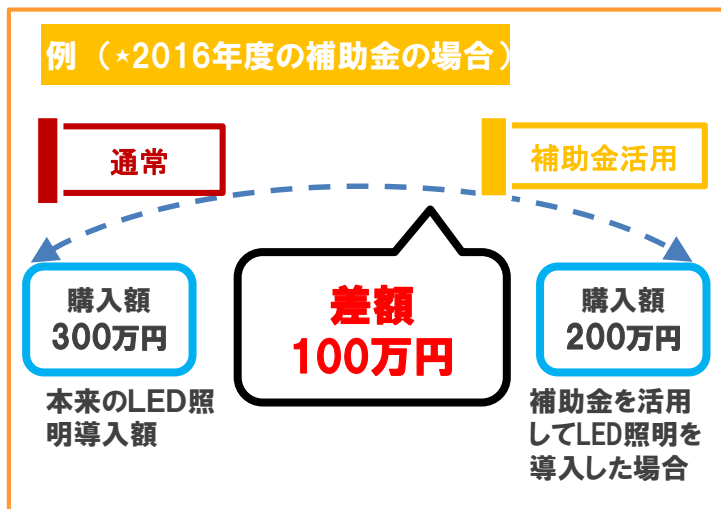 例（★2016年度の補助金の場合）
通常
補助金活用
購入額
300万円
差額
100万円
購入額
200万円
本来のLED照
明導入額
補助金を活用
してLED照明を
導入した場合